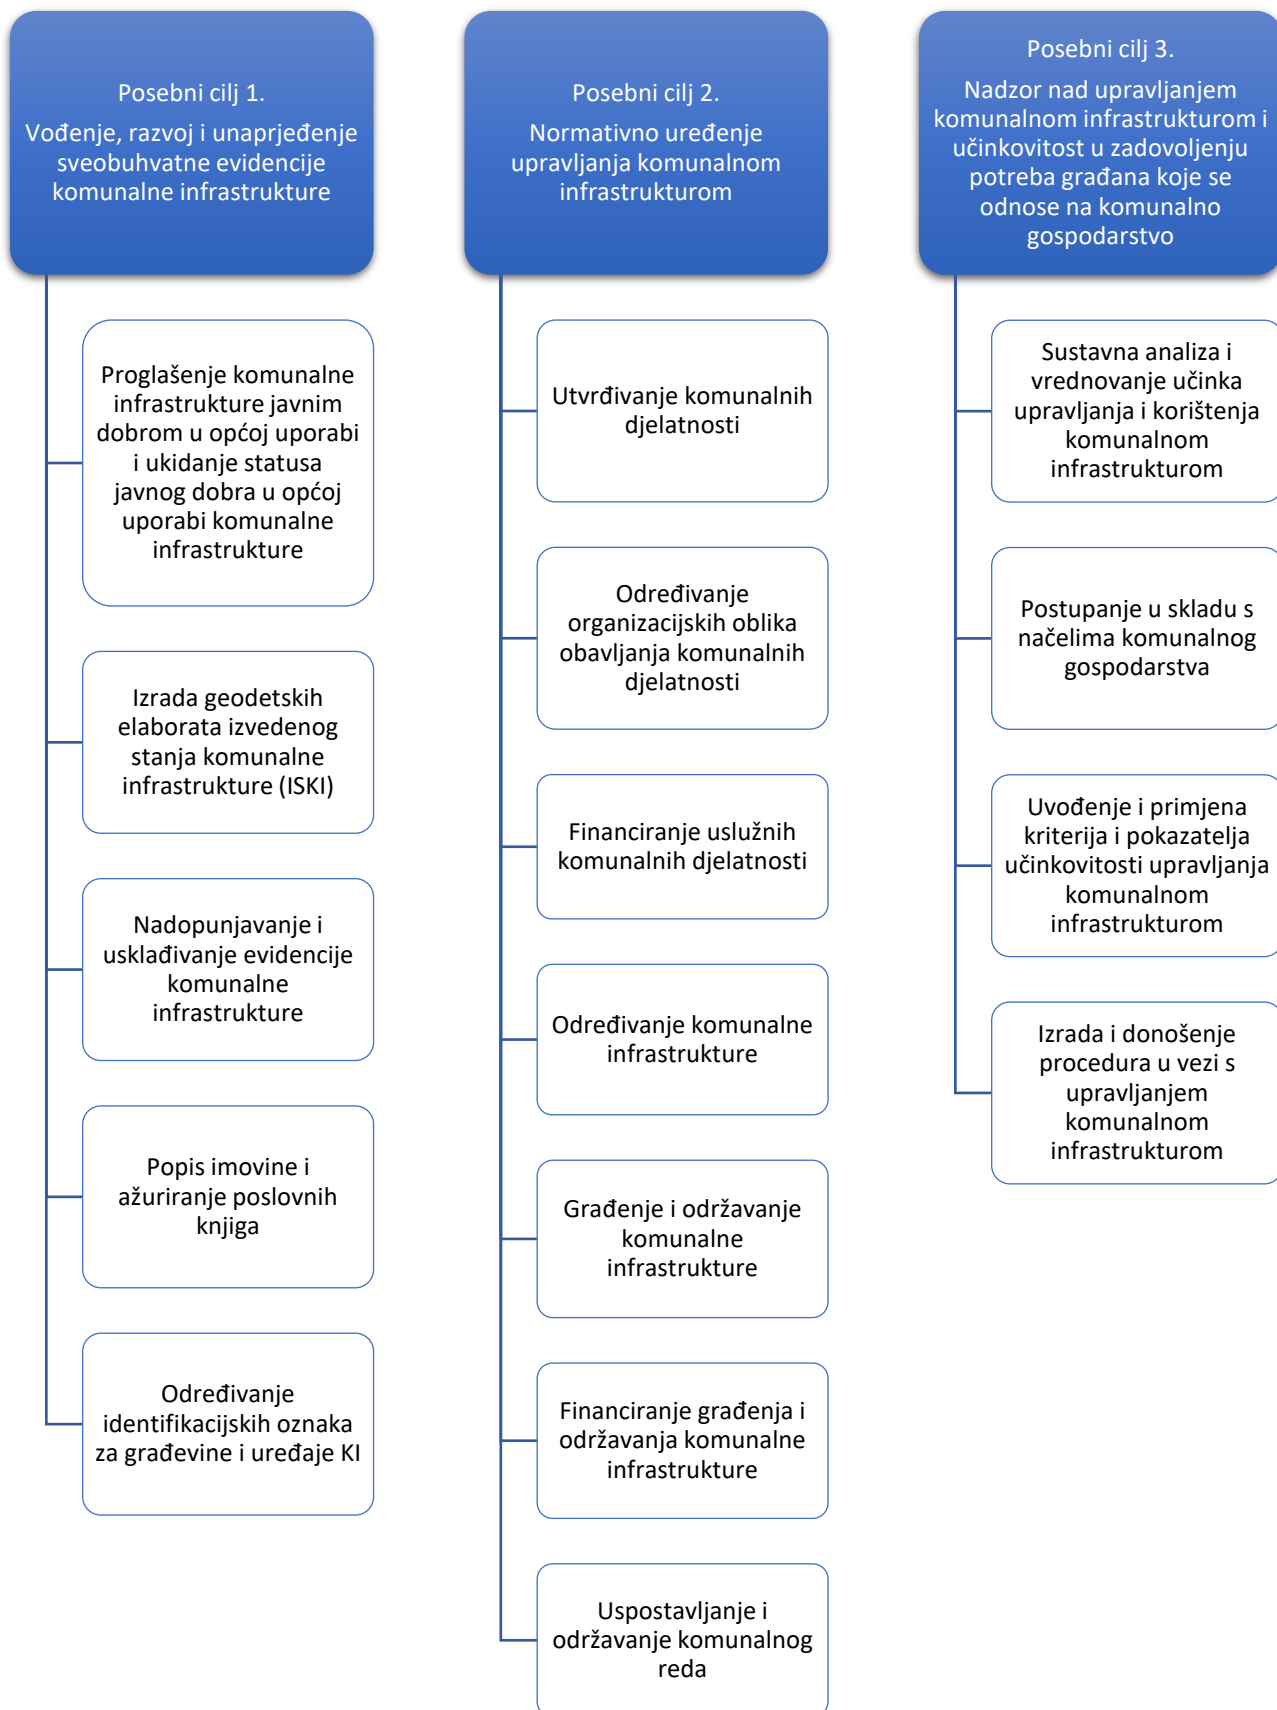 Posebni cilj 1.
Vođenje, razvoj i unaprjeđenje
sveobuhvatne evidencije
komunalne infrastrukture
Proglašenje komunalne
infrastrukture javnim
dobrom u općoj uporabi
i ukidanje statusa
javnog dobra u općoj
uporabi komunalne
infrastrukture
Izrada geodetskih
elaborata izvedenog
stanja komunalne
infrastrukture (ISKI)
Nadopunjavanje i
usklađivanje evidencije
komunalne
infrastrukture
Popis imovine i
ažuriranje poslovnih
knjiga
Određivanje
identifikacijskih oznaka
za građevine i uređaje KI
Posebni cilj 2.
Normativno uređenje
upravljanja komunalnom
infrastrukturom
Utvrđivanje komunalnih
djelatnosti
Određivanje
organizacijskih oblika
obavljanja komunalnih
djelatnosti
Financiranje uslužnih
komunalnih djelatnosti
Određivanje komunalne
infrastrukture
Građenje i održavanje
komunalne
infrastrukture
Financiranje građenja i
održavanja komunalne
infrastrukture
Uspostavljanje i
održavanje komunalnog
reda
Posebni cilj 3.
Nadzor nad upravljanjem
komunalnom infrastrukturom i
učinkovitost u zadovoljenju
potreba građana koje se
odnose na komunalno
gospodarstvo
Sustavna analiza i
vrednovanje učinka
upravljanja i korištenja
komunalnom
infrastrukturom
Postupanje u skladu s
načelima komunalnog
gospodarstva
Uvođenje i primjena
kriterija i pokazatelja
učinkovitosti upravljanja
komunalnom
infrastrukturom
Izrada i donošenje
procedura u vezi s
upravljanjem
komunalnom
infrastrukturom